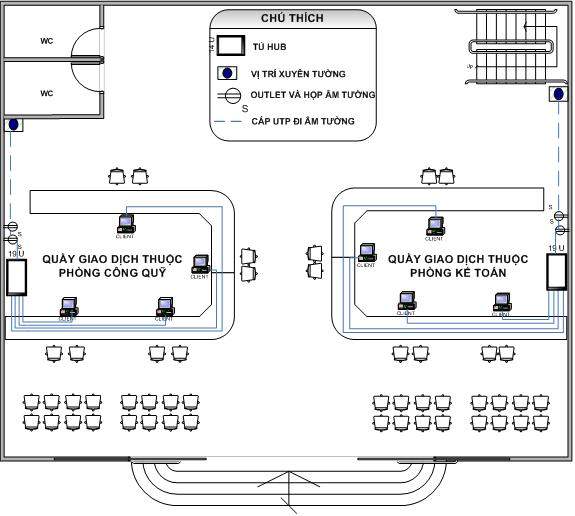 CHÚ THÍCH
14 U
TỦ HUB
VỊ TRÍ XUYÊN TƯỜNG
OUTLET VÀ HỘP ÂM TƯỜNG
S
CÁP UTP ĐI ÂM TƯỜNG
WC
WC
Up
S
S
S
S
19 U
19 U
CLIENT
CLIENT
QUẦY GIAO DỊCH THUỘC
PHÒNG CÔNG QUỸ
CLIENT
CLIENT
CLIENT
QUẦY GIAO DỊCH THUỘC
PHÒNG KẾ TOÁN
CLIENT
CLIENT
CLIENT